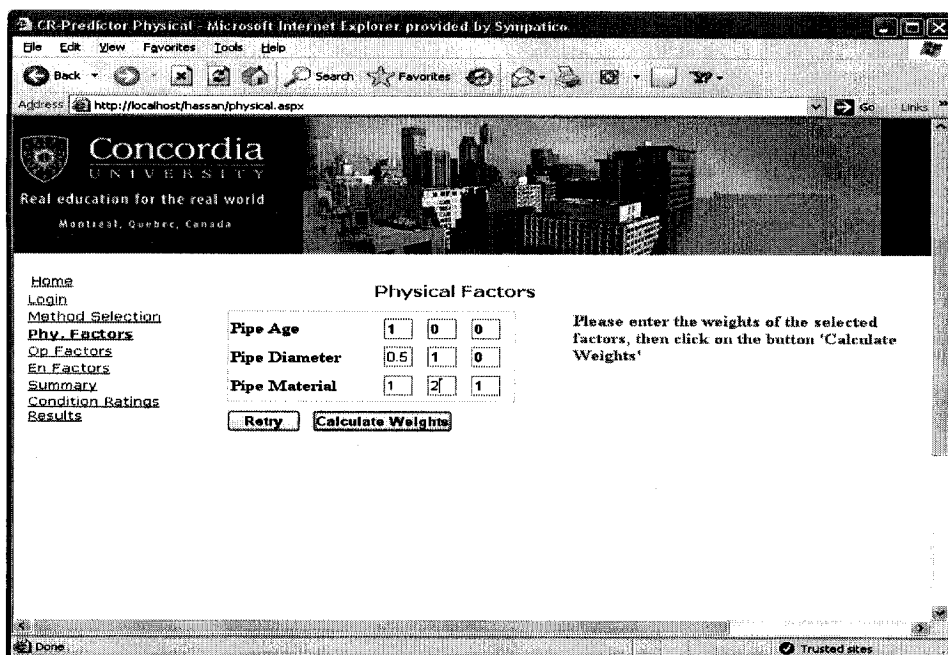 CR-Predictor Physical - Microsoft Internet Explorer provided by Sympatico
File Edit View Favorites Tools Help
Back Search Favorites
Address http://localhost/hassan/physical.aspx Go Links
Concordia
UNIVERSITY
Real education for the real world
Montreal, Quebec, Canada
Home
Login
Method Selection
Phy. Factors
Op Factors
En Factors
Summary
Condition Ratings
Results
Physical Factors
Pipe Age 1 0 0
Pipe Diameter 0.5 1 0
Pipe Material 1 2 1
Retry Calculate Weights
Please enter the weights of the selected
factors, then click on the button 'Calculate
Weights'
Done Trusted sites